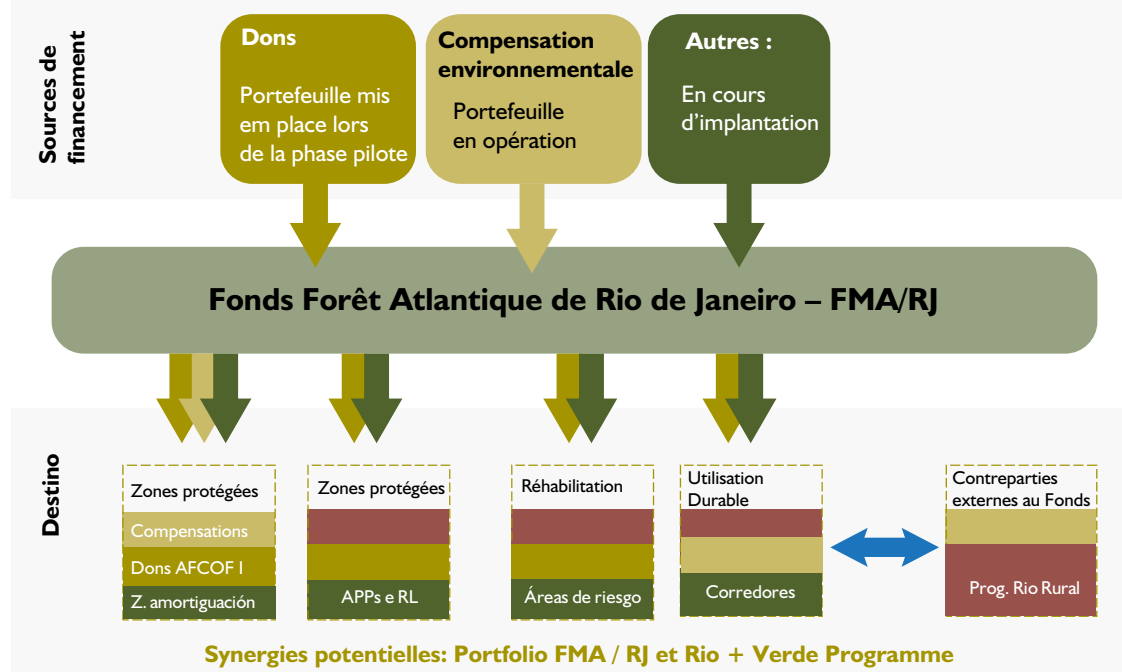 Sources de
financement
Dons
Portefeuille mis
em place lors
de la phase pilote
Compensation
environnementale
Portefeuille
en opération
Autres :
En cours
d’implantation
Fonds Forêt Atlantique de Rio de Janeiro – FMA/RJ
Destino
Zones protégées
Compensations
Dons AFCOF I
Z. amortiguación
Zones protégées
APPs e RL
Réhabilitation
Áreas de riesgo
Utilisation
Durable
Corredores
Contreparties
externes au Fonds
Prog. Rio Rural
Synergies potentielles: Portfolio FMA / RJ et Rio + Verde Programme